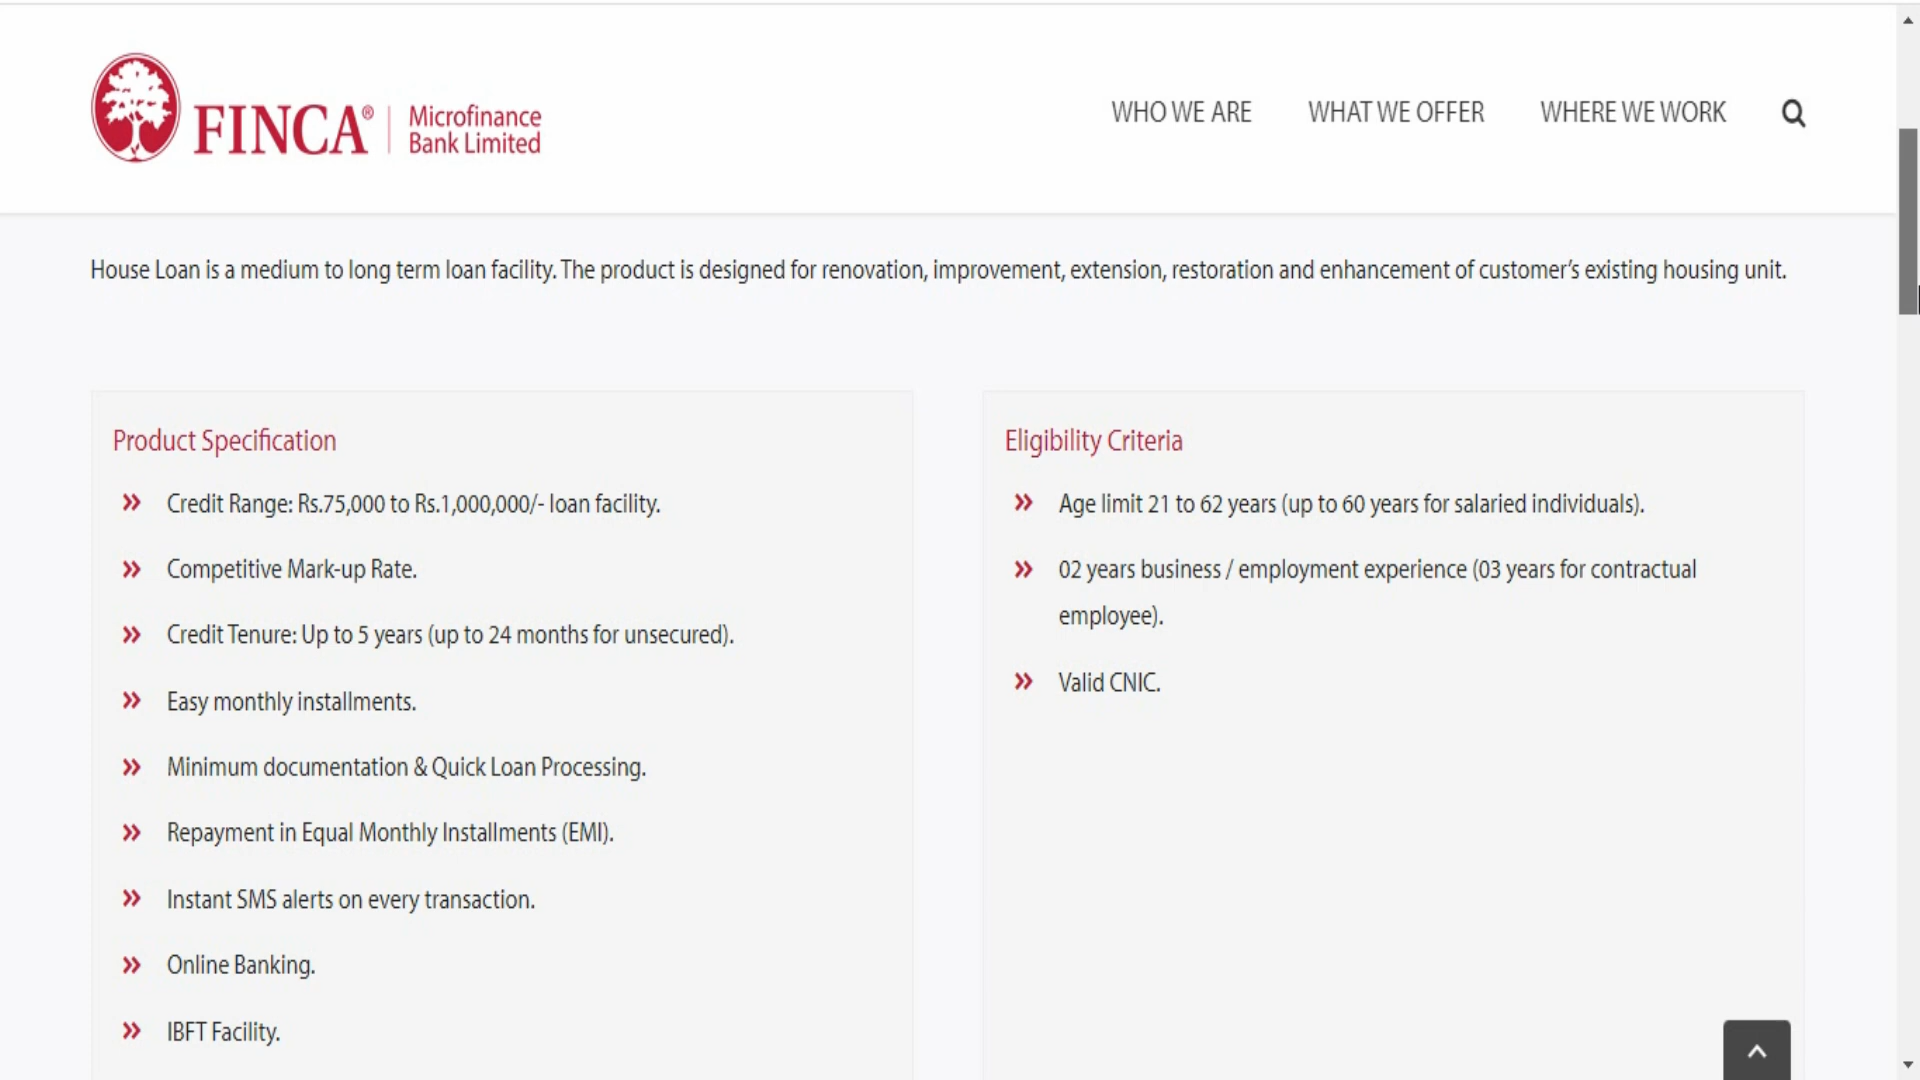 FINCA® | Microfinance
Bank Limited
WHO WE ARE
WHAT WE OFFER
WHERE WE WORK
House Loan is a medium to long term loan facility. The product is designed for renovation, improvement, extension, restoration and enhancement of customer's existing housing unit.
Product Specification
» Credit Range: Rs.75,000 to Rs.1,000,000/- loan facility.
» Competitive Mark-up Rate.
» Credit Tenure: Up to 5 years (up to 24 months for unsecured).
» Easy monthly installments.
» Minimum documentation & Quick Loan Processing.
» Repayment in Equal Monthly Installments (EMI).
» Instant SMS alerts on every transaction.
» Online Banking.
» IBFT Facility.
Eligibility Criteria
» Age limit 21 to 62 years (up to 60 years for salaried individuals).
» 02 years business / employment experience (03 years for contractual
employee).
» Valid CNIC.